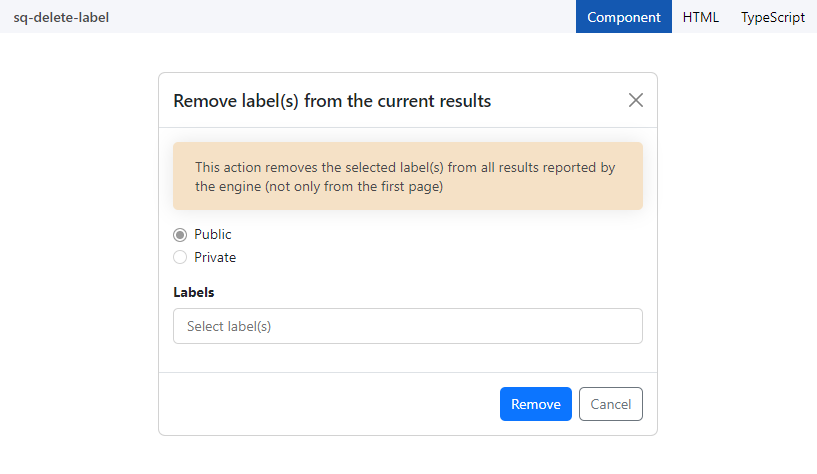 sq-delete-label
Component
HTML
TypeScript
Remove label(s) from the current results
This action removes the selected label(s) from all results reported by
the engine (not only from the first page)
Public
Private
Labels
Select label(s)
Remove
Cancel